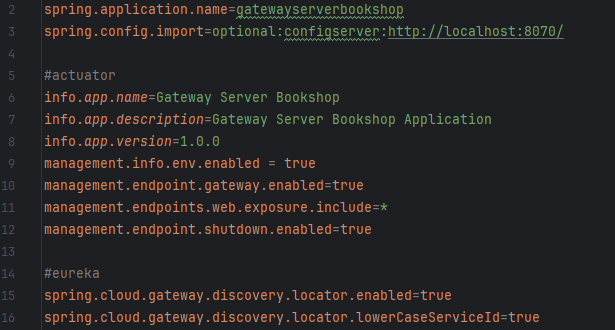 2 spring.application.name=gatewayserverbookshop
3 spring.config.import=optional:configserver:http://localhost:8070/
4
5 #actuator
6 info.app.name=Gateway Server Bookshop
7 info.app.description=Gateway Server Bookshop Application
8 info.app.version=1.0.0
9 management.info.env.enabled = true
10 management.endpoint.gateway.enabled=true
11 management.endpoints.web.exposure.include=*
12 management.endpoint.shutdown.enabled=true
13
14 #eureka
15 spring.cloud.gateway.discovery.locator.enabled=true
16 spring.cloud.gateway.discovery.locator.lowerCaseServiceId=true